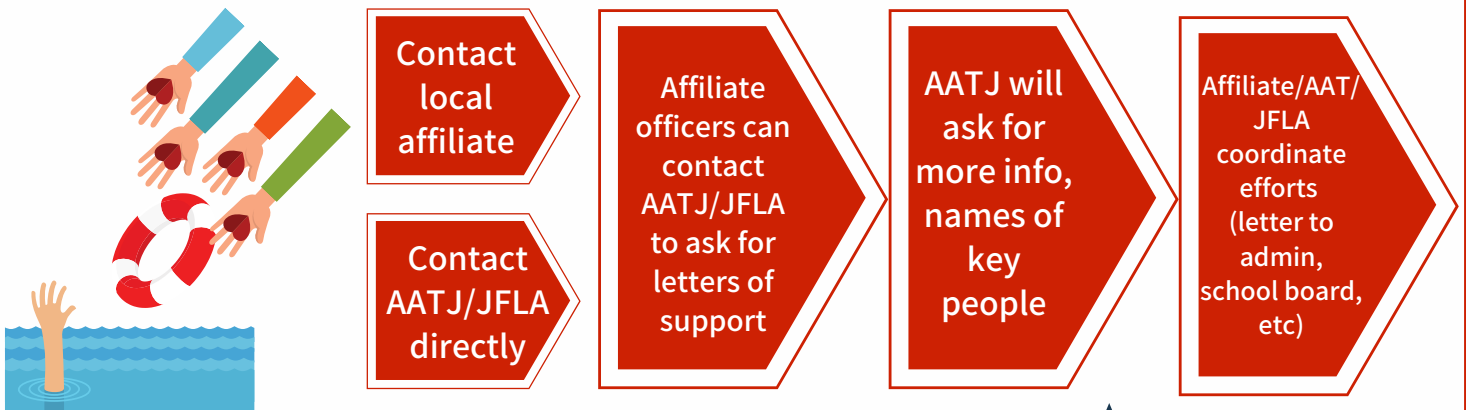 Contact
local
affiliate
Contact
AATJ/JFLA
directly
Affiliate
officers can
contact
AATJ/JFLA
to ask for
letters of
support
AATJ will
ask for
more info,
names of
key
people
Affiliate/AAT/
JFLA
coordinate
efforts
(letter to
admin,
school board,
etc)